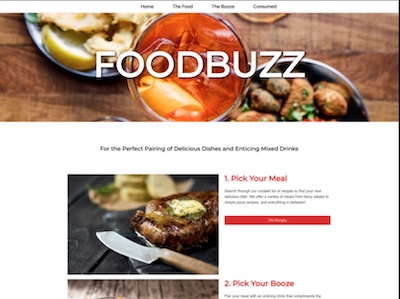 Home The Food The Booze Consumed
FOODBUZZ
For the Perfect Pairing of Delicious Dishes and Enticing Mixed Drinks
1. Pick Your Meal
Search through our curated list of recipes to find your next
delicious dish. We offer a variety of meals from fancy steaks to
simple pizza recipes, and everything in between!
I'm Hungry
2. Pick Your Booze
Pair your meal with an enticing drink that compliments the